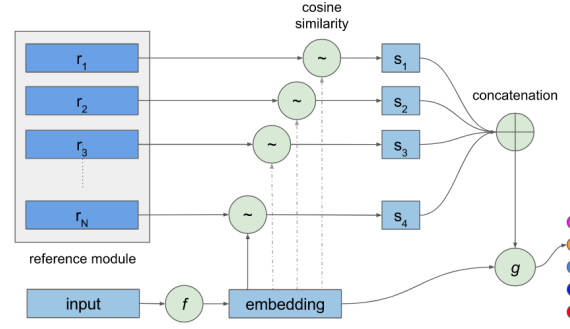 cosine
similarity
r1 ~ s1
r2 ~ s2
concatenation
r3 ~ s3
rN ~ s4
reference module
g
input f embedding